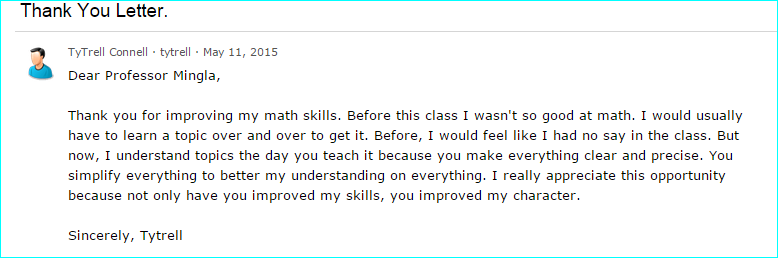 Thank You Letter.
TyTrell Connell · tytrell · May 11, 2015
Dear Professor Mingla,
Thank you for improving my math skills. Before this class I wasn't so good at math. I would usually
have to learn a topic over and over to get it. Before, I would feel like I had no say in the class. But
now, I understand topics the day you teach it because you make everything clear and precise. You
simplify everything to better my understanding on everything. I really appreciate this opportunity
because not only have you improved my skills, you improved my character.
Sincerely, Tytrell